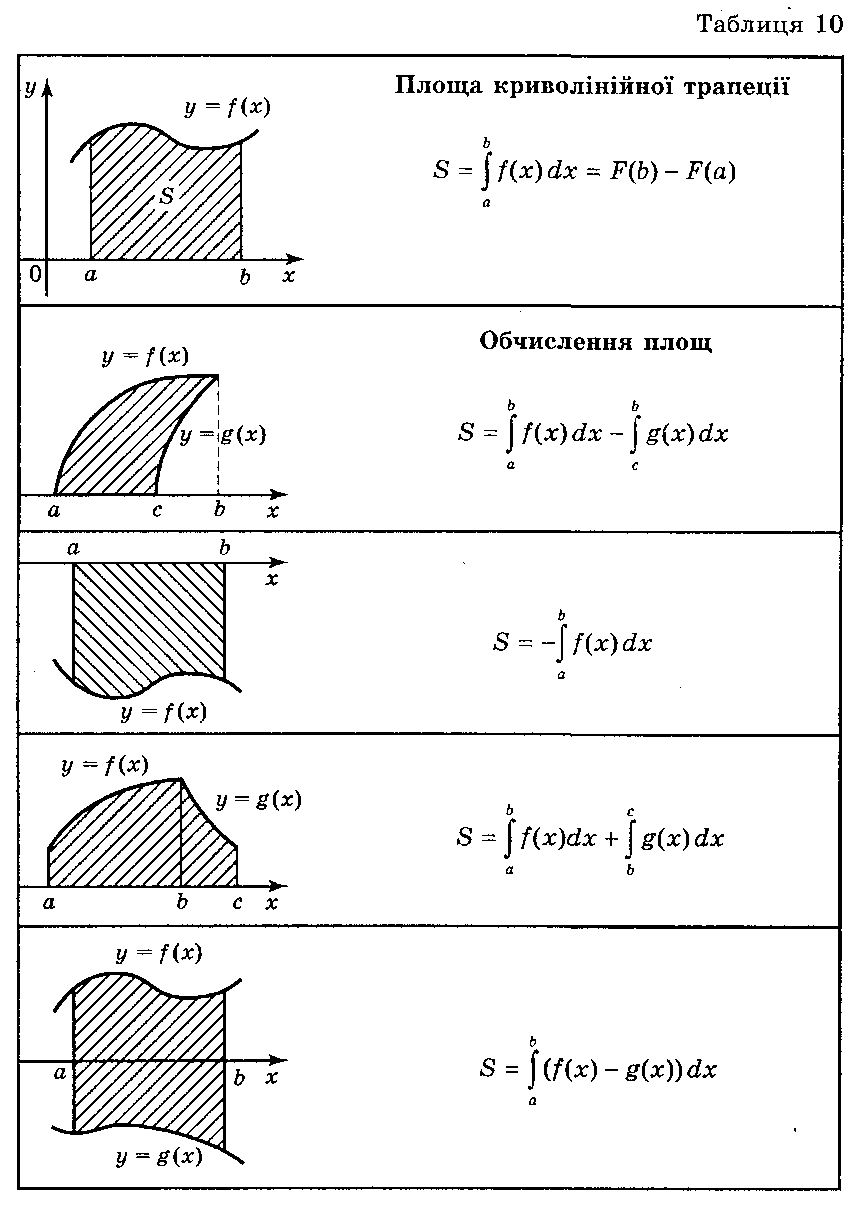 Таблиця 10
Площа криволінійної трапеції
y
y = f(x)
S = ∫ₐᵇ f(x) dx = F(b) – F(a)
S
0 a b x
Обчислення площ
y = f(x)
y = g(x)
S = ∫ₐᵇ f(x) dx – ∫꜀ᵇ g(x) dx
a c b x
a b
x
S = –∫ₐᵇ f(x) dx
y = f(x)
y = f(x)
y = g(x)
S = ∫ₐᵇ f(x)dx + ∫_b^c g(x) dx
a b c x
y = f(x)
a b x
S = ∫ₐᵇ (f(x) – g(x)) dx
y = g(x)